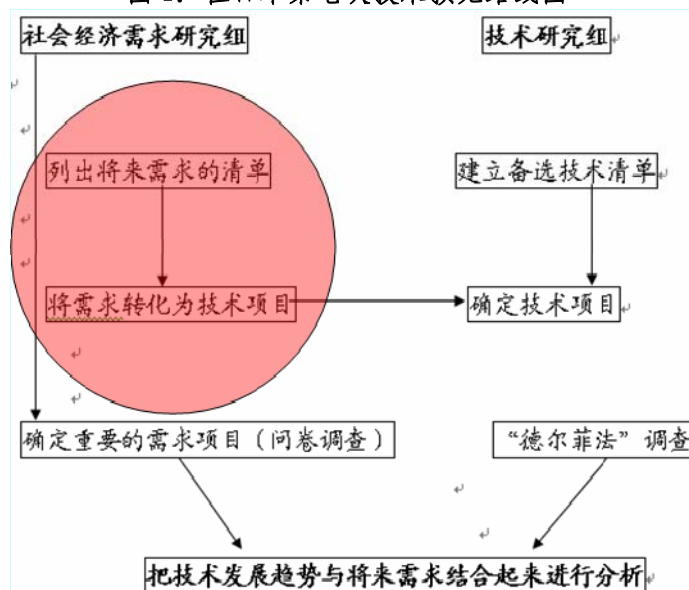 社会经济需求研究组
技术研究组
列出将来需求的清单
建立备选技术清单
将需求转化为技术项目
确定技术项目
确定重要的需求项目（问卷调查）
“德尔菲法”调查
把技术发展趋势与将来需求结合起来进行分析